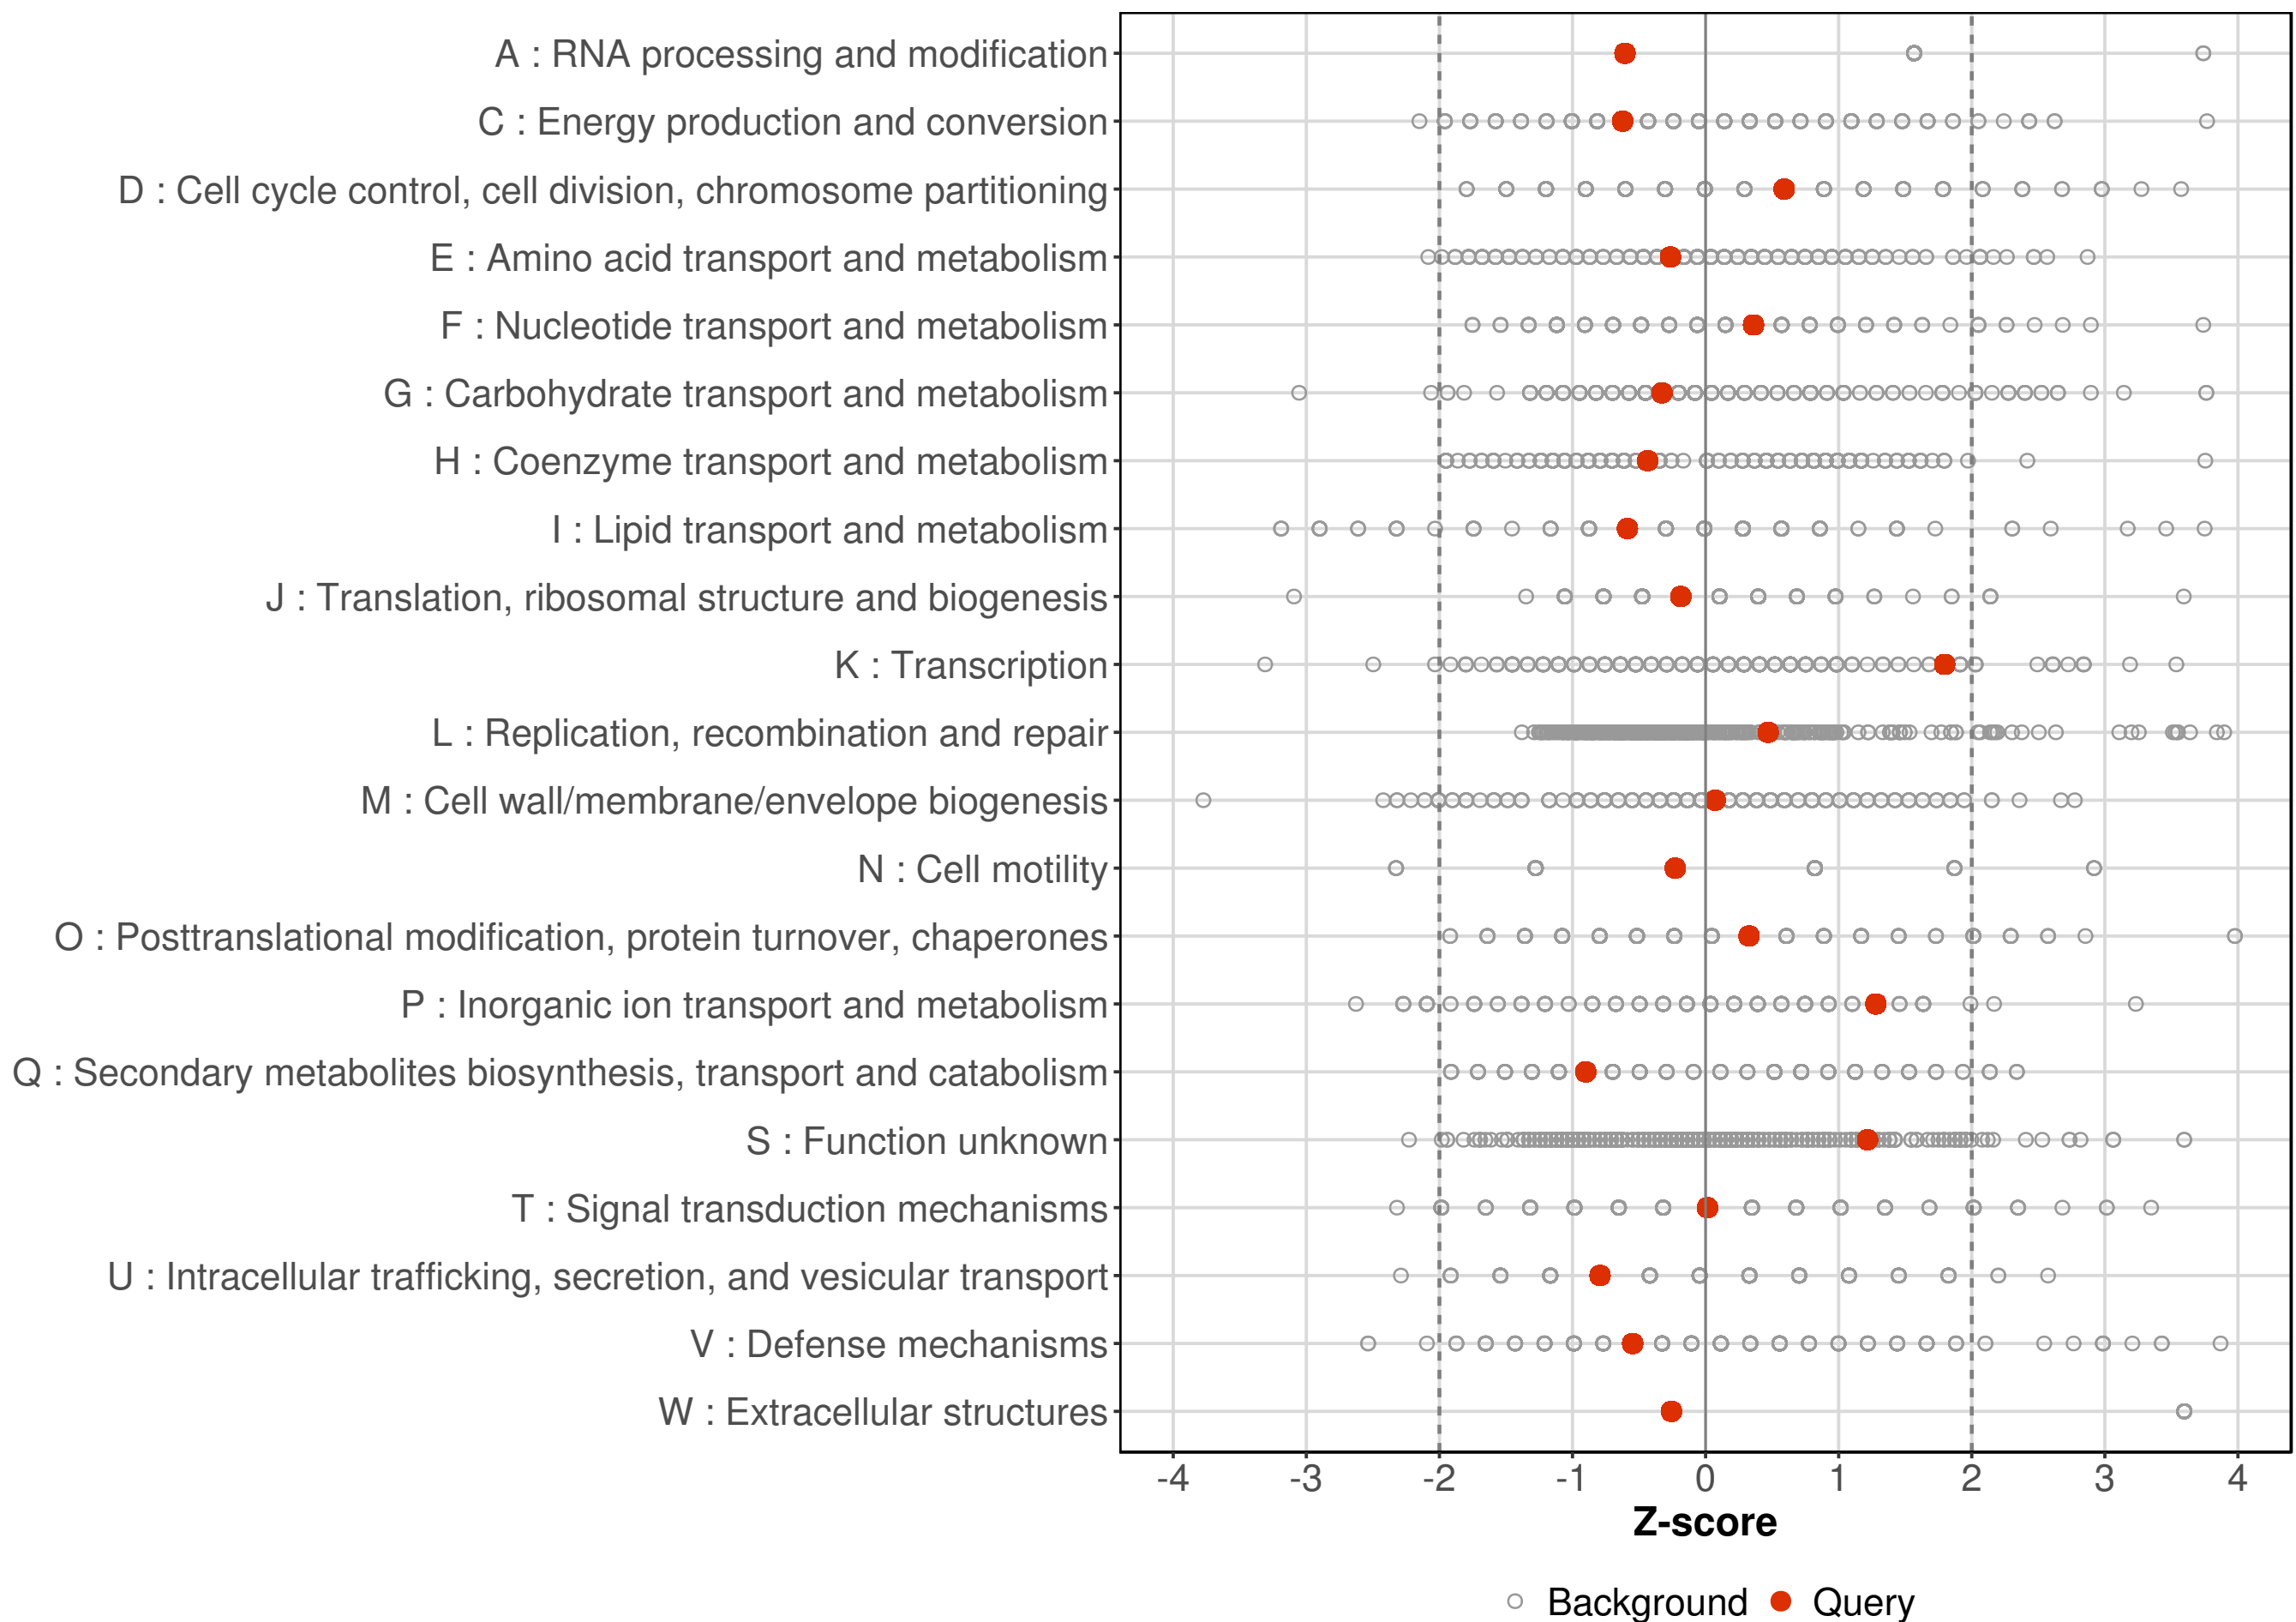 A : RNA processing and modification
C : Energy production and conversion
D : Cell cycle control, cell division, chromosome partitioning
E : Amino acid transport and metabolism
F : Nucleotide transport and metabolism
G : Carbohydrate transport and metabolism
H : Coenzyme transport and metabolism
I : Lipid transport and metabolism
J : Translation, ribosomal structure and biogenesis
K : Transcription
L : Replication, recombination and repair
M : Cell wall/membrane/envelope biogenesis
N : Cell motility
O : Posttranslational modification, protein turnover, chaperones
P : Inorganic ion transport and metabolism
Q : Secondary metabolites biosynthesis, transport and catabolism
S : Function unknown
T : Signal transduction mechanisms
U : Intracellular trafficking, secretion, and vesicular transport
V : Defense mechanisms
W : Extracellular structures
-4 -3 -2 -1 0 1 2 3 4
Z-score
Background Query